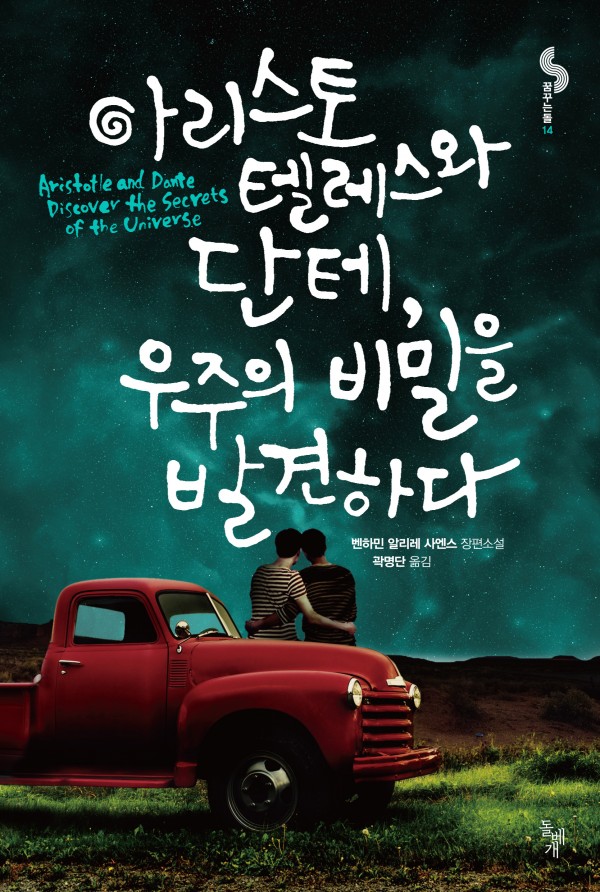 꿈꾸는돌
14
아리스토
텔레스와
단테,
우주의 비밀을
발견하다
Aristotle and Dante
Discover the Secrets
of the Universe
벤하민 알리레 사엔스 장편소설
곽명단 옮김
돌베개